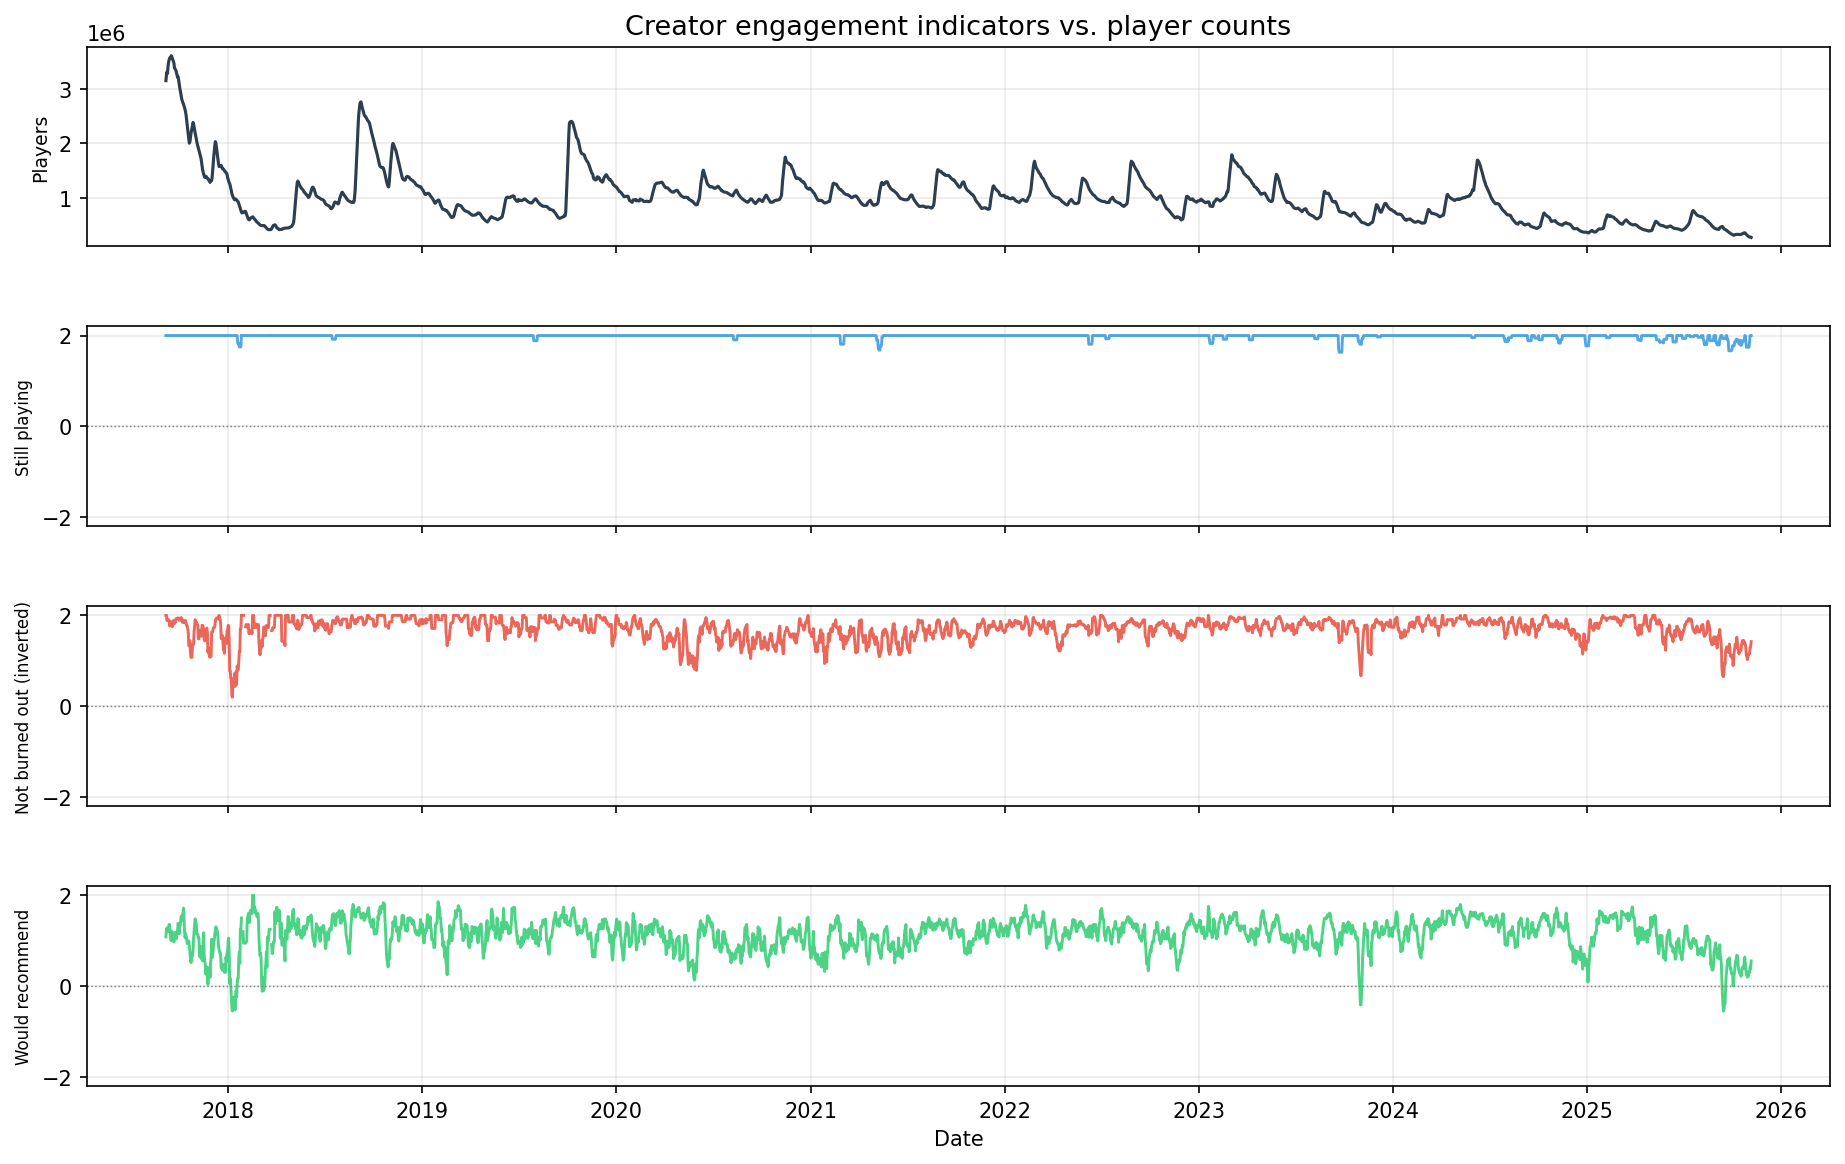 Creator engagement indicators vs. player counts
1e6
3
2
1
Players
2
0
−2
Still playing
2
0
−2
Not burned out (inverted)
2
0
−2
Would recommend
2018 2019 2020 2021 2022 2023 2024 2025 2026
Date